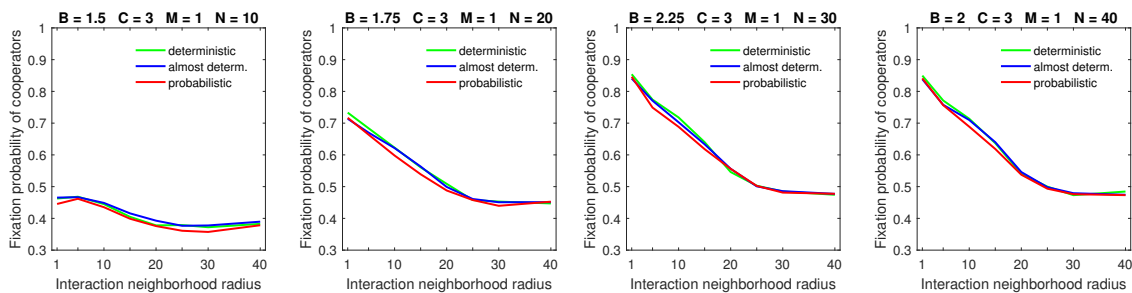 B = 1.5 C = 3 M = 1 N = 10
Fixation probability of cooperators
1
0.9
0.8
0.7
0.6
0.5
0.4
0.3
deterministic
almost determ.
probabilistic
1 10 20 30 40
Interaction neighborhood radius
B = 1.75 C = 3 M = 1 N = 20
Fixation probability of cooperators
1
0.9
0.8
0.7
0.6
0.5
0.4
0.3
deterministic
almost determ.
probabilistic
1 10 20 30 40
Interaction neighborhood radius
B = 2.25 C = 3 M = 1 N = 30
Fixation probability of cooperators
1
0.9
0.8
0.7
0.6
0.5
0.4
0.3
deterministic
almost determ.
probabilistic
1 10 20 30 40
Interaction neighborhood radius
B = 2 C = 3 M = 1 N = 40
Fixation probability of cooperators
1
0.9
0.8
0.7
0.6
0.5
0.4
0.3
deterministic
almost determ.
probabilistic
1 10 20 30 40
Interaction neighborhood radius